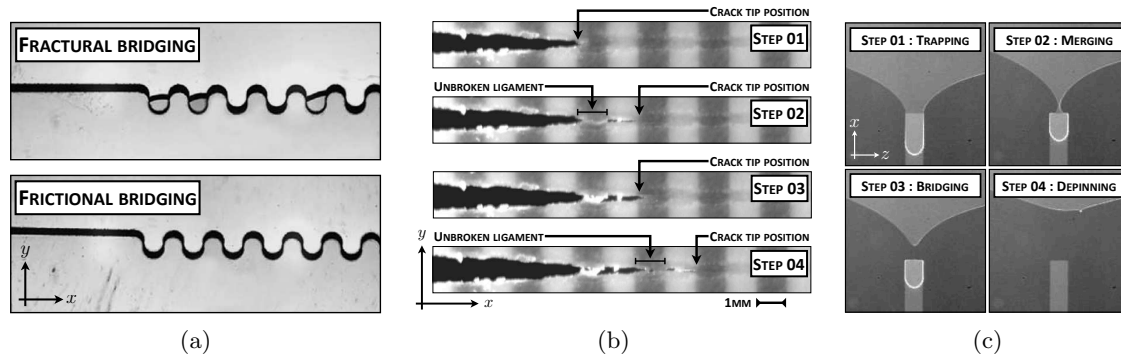 FRACTURAL BRIDGING
FRICTIONAL BRIDGING
y
x
(a)
CRACK TIP POSITION
STEP 01
UNBROKEN LIGAMENT
CRACK TIP POSITION
STEP 02
CRACK TIP POSITION
STEP 03
UNBROKEN LIGAMENT
CRACK TIP POSITION
STEP 04
y
x
1MM
(b)
STEP 01 : TRAPPING
STEP 02 : MERGING
x
z
STEP 03 : BRIDGING
STEP 04 : DEPINNING
(c)